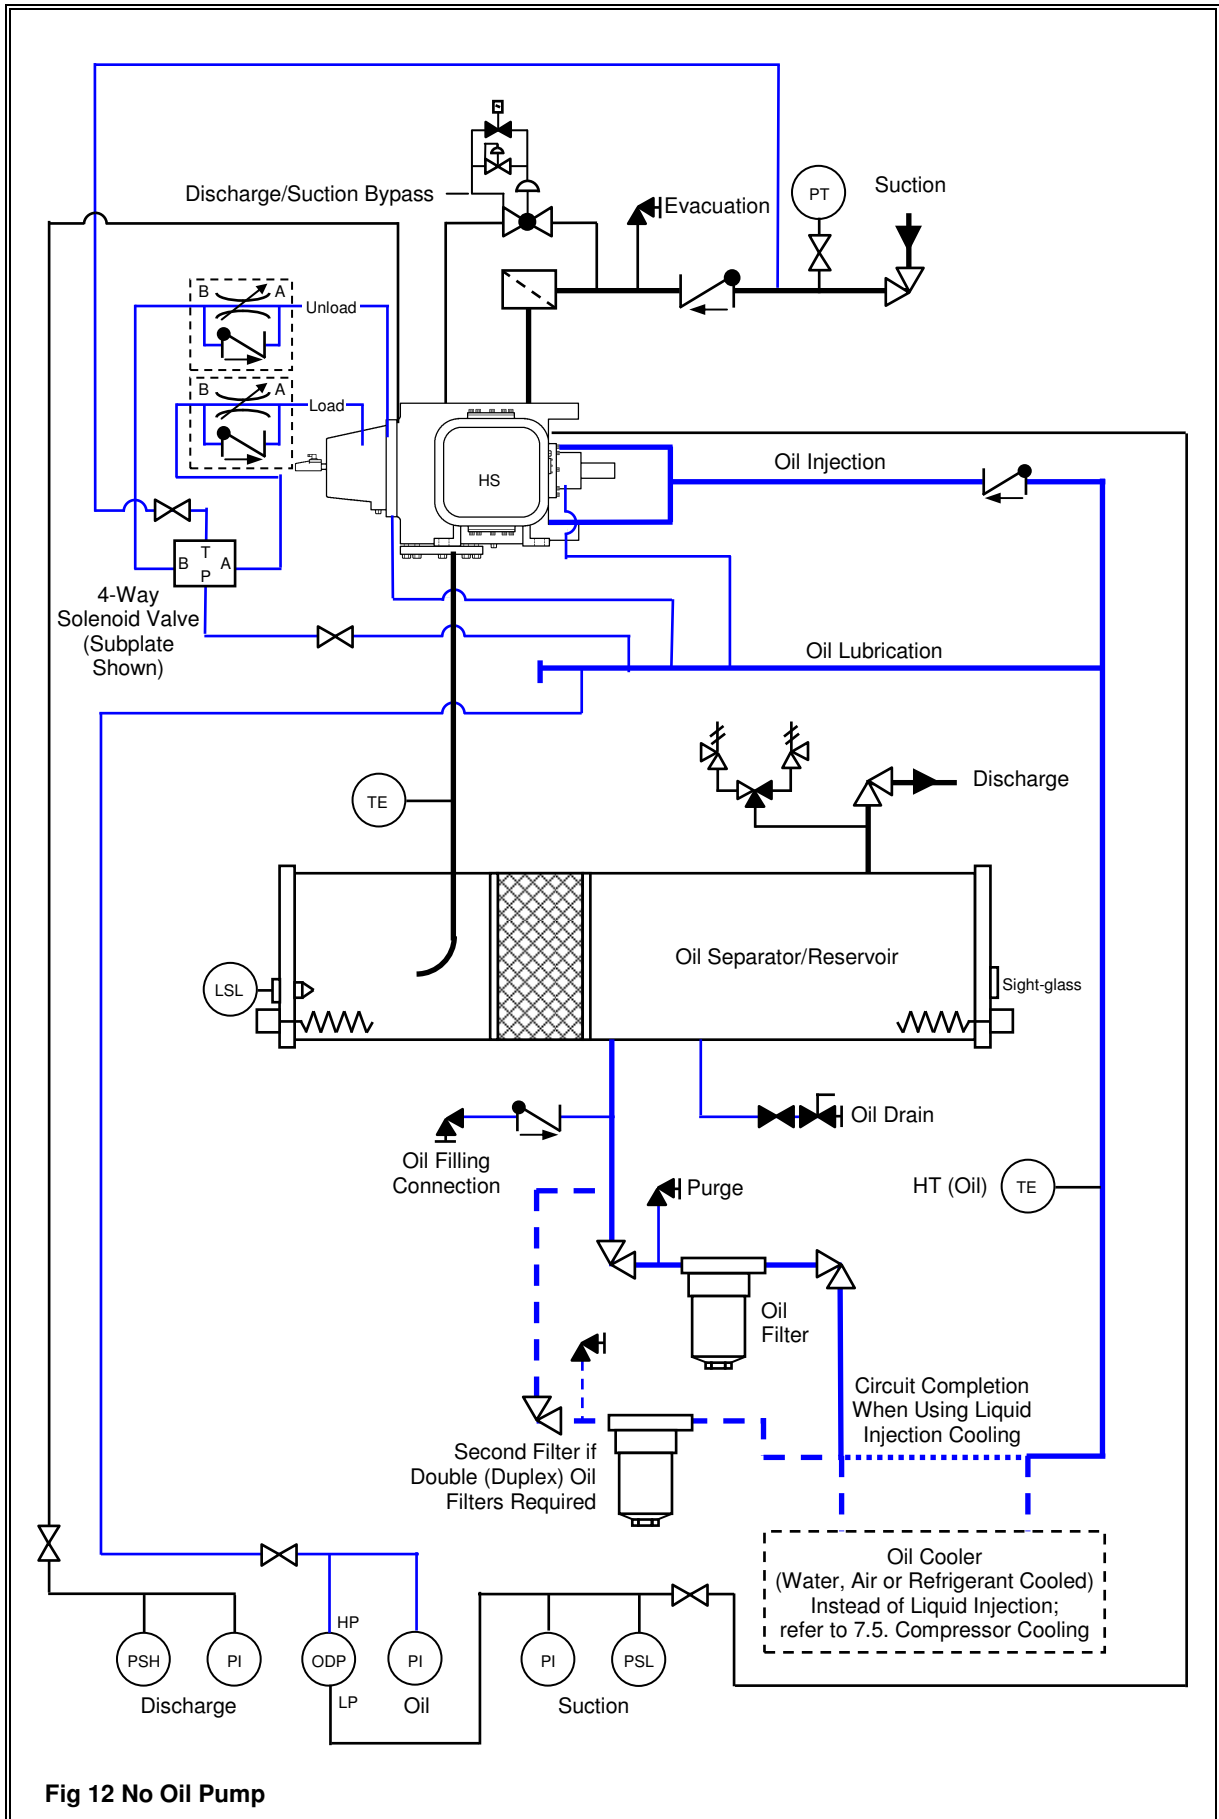 Discharge/Suction Bypass
Evacuation
PT
Suction
B
A
Unload
B
A
Load
HS
Oil Injection
T
B
A
P
4-Way
Solenoid Valve
(Subplate
Shown)
Oil Lubrication
TE
Discharge
Oil Separator/Reservoir
LSL
Sight-glass
Oil Filling
Connection
Oil Drain
Purge
HT (Oil)
TE
Oil
Filter
Circuit Completion
When Using Liquid
Injection Cooling
Second Filter if
Double (Duplex) Oil
Filters Required
Oil Cooler
(Water, Air or Refrigerant Cooled)
Instead of Liquid Injection;
refer to 7.5. Compressor Cooling
HP
PSH
PI
ODP
PI
PI
PSL
LP
Discharge
Oil
Suction
Fig 12 No Oil Pump